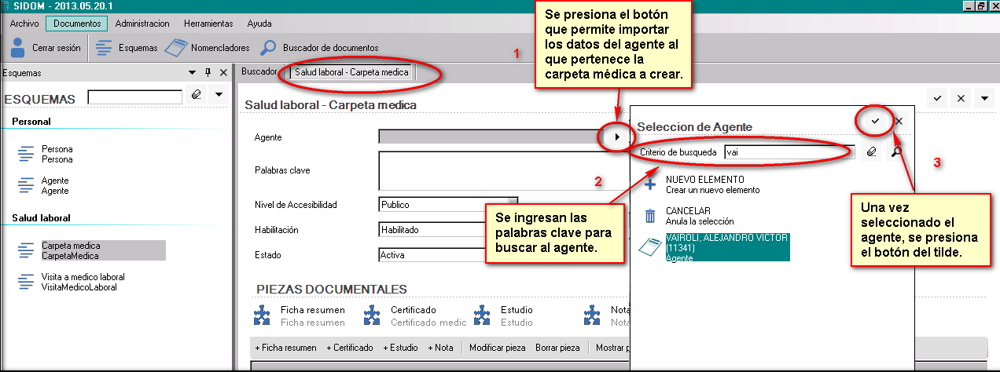 SIDOM - 2013.05.20.1
Archivo Documentos Administracion Herramientas Ayuda
Cerrar sesión Esquemas Nomencladores Buscador de documentos
1
Se presiona el botón
que permite importar
los datos del agente al
que pertenece la
carpeta médica a crear.
Esquemas
ESQUEMAS
Personal
Persona
Persona
Agente
Agente
Salud laboral
Carpeta medica
CarpetaMedica
Visita a medico laboral
VisitaMedicoLaboral
Buscador Salud laboral - Carpeta medica
Salud laboral - Carpeta medica
Agente
Palabras clave
Nivel de Accesibilidad Publico
Habilitación Habilitado
Estado Activa
2
Se ingresan las
palabras clave para
buscar al agente.
PIEZAS DOCUMENTALES
Ficha resumen
Ficha resumen
Certificado
Certificado medic
Estudio
Estudio
Nota
Nota
+ Ficha resumen + Certificado + Estudio + Nota Modificar pieza Borrar pieza Mostrar p
Seleccion de Agente
Criterio de busqueda vai
NUEVO ELEMENTO
Crear un nuevo elemento
CANCELAR
Anula la selección
VAIROLI, ALEJANDRO VICTOR
(11341)
Agente
3
Una vez
seleccionado el
agente, se presiona
el botón del tilde.